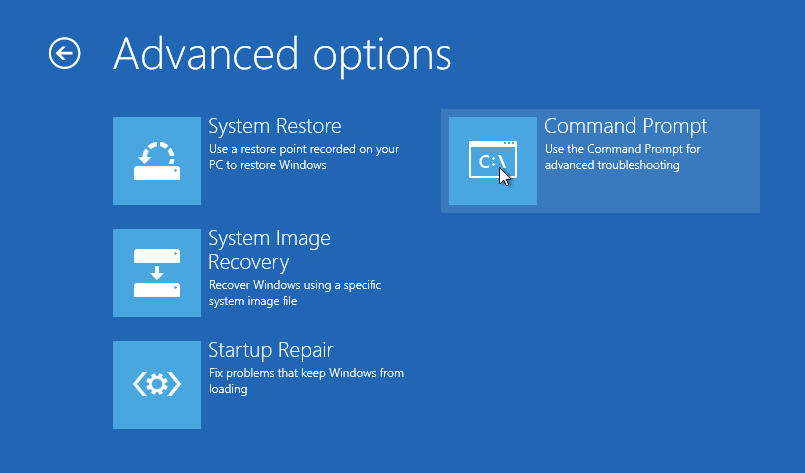 Advanced options
System Restore
Use a restore point recorded on your
PC to restore Windows
Command Prompt
Use the Command Prompt for
advanced troubleshooting
C:\
System Image
Recovery
Recover Windows using a specific
system image file
Startup Repair
Fix problems that keep Windows from
loading